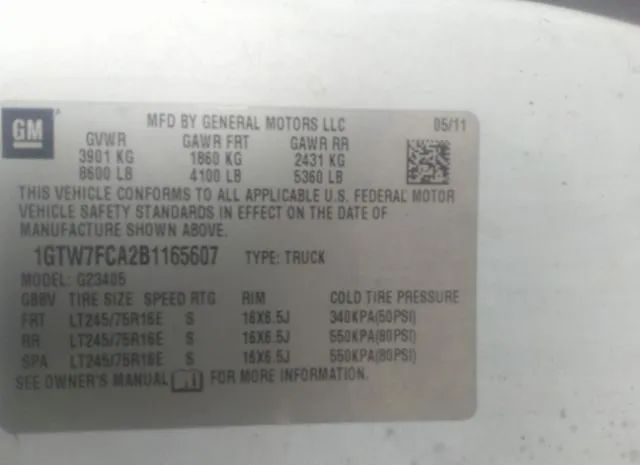 GM
MFD BY GENERAL MOTORS LLC 05/11
GVWR GAWR FRT GAWR RR
3901 KG 1860 KG 2431 KG
8600 LB 4100 LB 5360 LB
THIS VEHICLE CONFORMS TO ALL APPLICABLE U.S. FEDERAL MOTOR
VEHICLE SAFETY STANDARDS IN EFFECT ON THE DATE OF
MANUFACTURE SHOWN ABOVE.
1GTW7FCA2B1165607 TYPE: TRUCK
MODEL: G23405
GBBV TIRE SIZE SPEED RTG RIM COLD TIRE PRESSURE
FRT LT245/75R16E S 16X6.5J 340KPA(50PSI)
RR LT245/75R16E S 16X6.5J 550KPA(80PSI)
SPA LT245/75R16E S 16X6.5J 550KPA(80PSI)
SEE OWNER'S MANUAL FOR MORE INFORMATION.